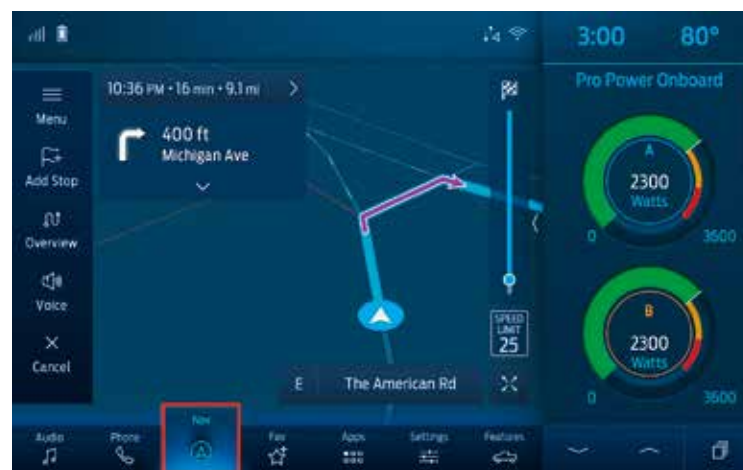 3:00 80°
10:36 PM • 16 min • 9.1 mi
Pro Power Onboard
Menu
400 ft
Michigan Ave
Add Stop
A
2300
Watts
0 3600
Overview
Voice
B
2300
Watts
0 3600
SPEED
LIMIT
25
Cancel
E The American Rd
Audio Phone Nav Fav Apps Settings Features